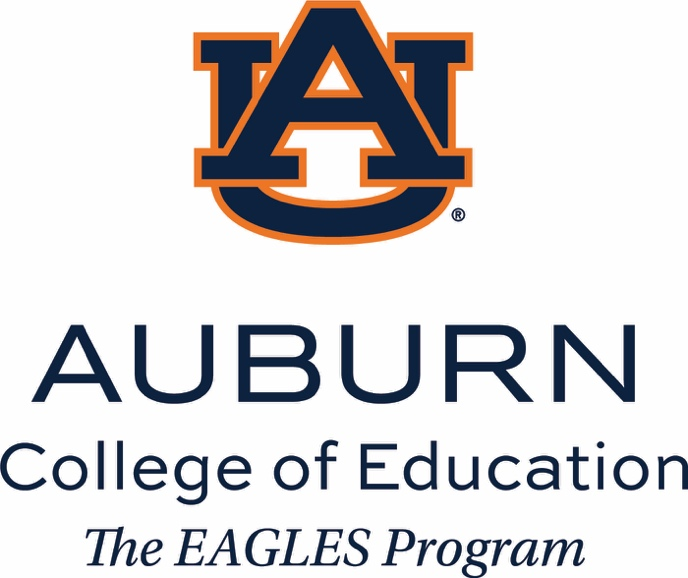 AU®
AUBURN
College of Education
The EAGLES Program